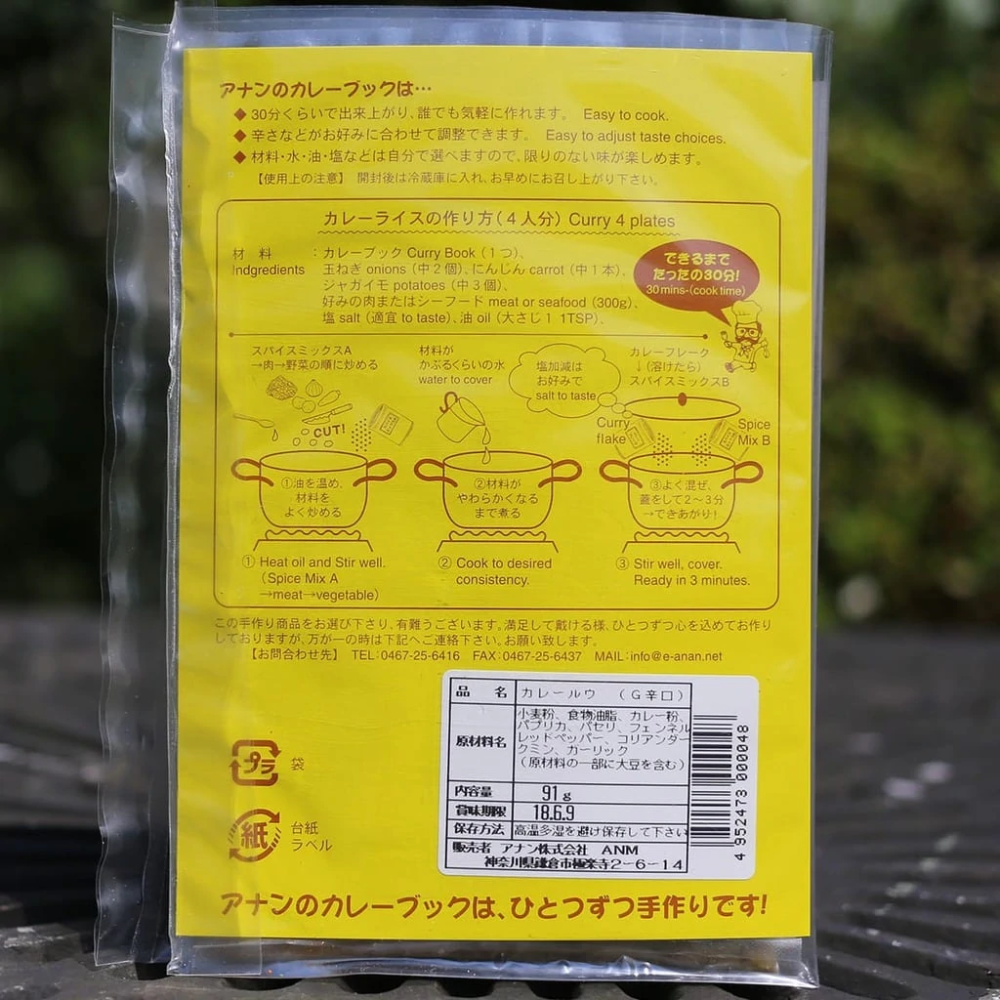 アナンのカレーブックは…
◆ 30分くらいで出来上がり、誰でも気軽に作れます。 Easy to cook.
◆ 辛さなどがお好みに合わせて調整できます。 Easy to adjust taste choices.
◆ 材料・水・油・塩などは自分で選べますので、限りのない味が楽しめます。
【使用上の注意】 開封後は冷蔵庫に入れ、お早めにお召し上がり下さい。
カレーライスの作り方（4人分）Curry 4 plates
材 料 ：カレーブック Curry Book（1つ）、
Indgredients 玉ねぎ onions（中2個）、にんじん carrot（中1本）、
ジャガイモ potatoes（中3個）、
好みの肉またはシーフード meat or seafood（300g）、
塩 salt（適宜 to taste）、油 oil（大さじ1 1TSP）、
できるまで
たったの30分!
30 mins-(cook time)
スパイスミックスA
→肉→野菜の順に炒める
材料が
かぶるくらいの水
water to cover
塩加減は
お好みで
salt to taste
カレーフレーク
↓（溶けたら）
スパイスミックスB
CUT!
Curry
flake
Spice
Mix B
①油を温め、
材料を
よく炒める
②材料が
やわらかくなる
まで煮る
③よく混ぜ、
蓋をして2〜3分
→できあがり!
① Heat oil and Stir well.
（Spice Mix A
→meat→vegetable）
② Cook to desired
consistency.
③ Stir well, cover.
Ready in 3 minutes.
この手作り商品をお選び下さり、有難うございます。満足して戴ける様、ひとつずつ心を込めてお作り
しておりますが、万が一の時は下記へご連絡下さい。お願い致します。
【お問合わせ先】 TEL:0467-25-6416 FAX:0467-25-6437 MAIL:info@e-anan.net
品 名 カレールウ （G辛口）
原材料名 小麦粉、食物油脂、カレー粉、
パプリカ、パセリ、フェンネル
レッドペッパー、コリアンダー
クミン、ガーリック
（原材料の一部に大豆を含む）
内容量 91g
賞味期限 18.6.9
保存方法 高温多湿を避け保存して下さい
販売者 アナン株式会社 ANM
神奈川県鎌倉市極楽寺2-6-14
4 952473 000048
プラ 袋
紙 台紙
ラベル
アナンのカレーブックは、ひとつずつ手作りです!